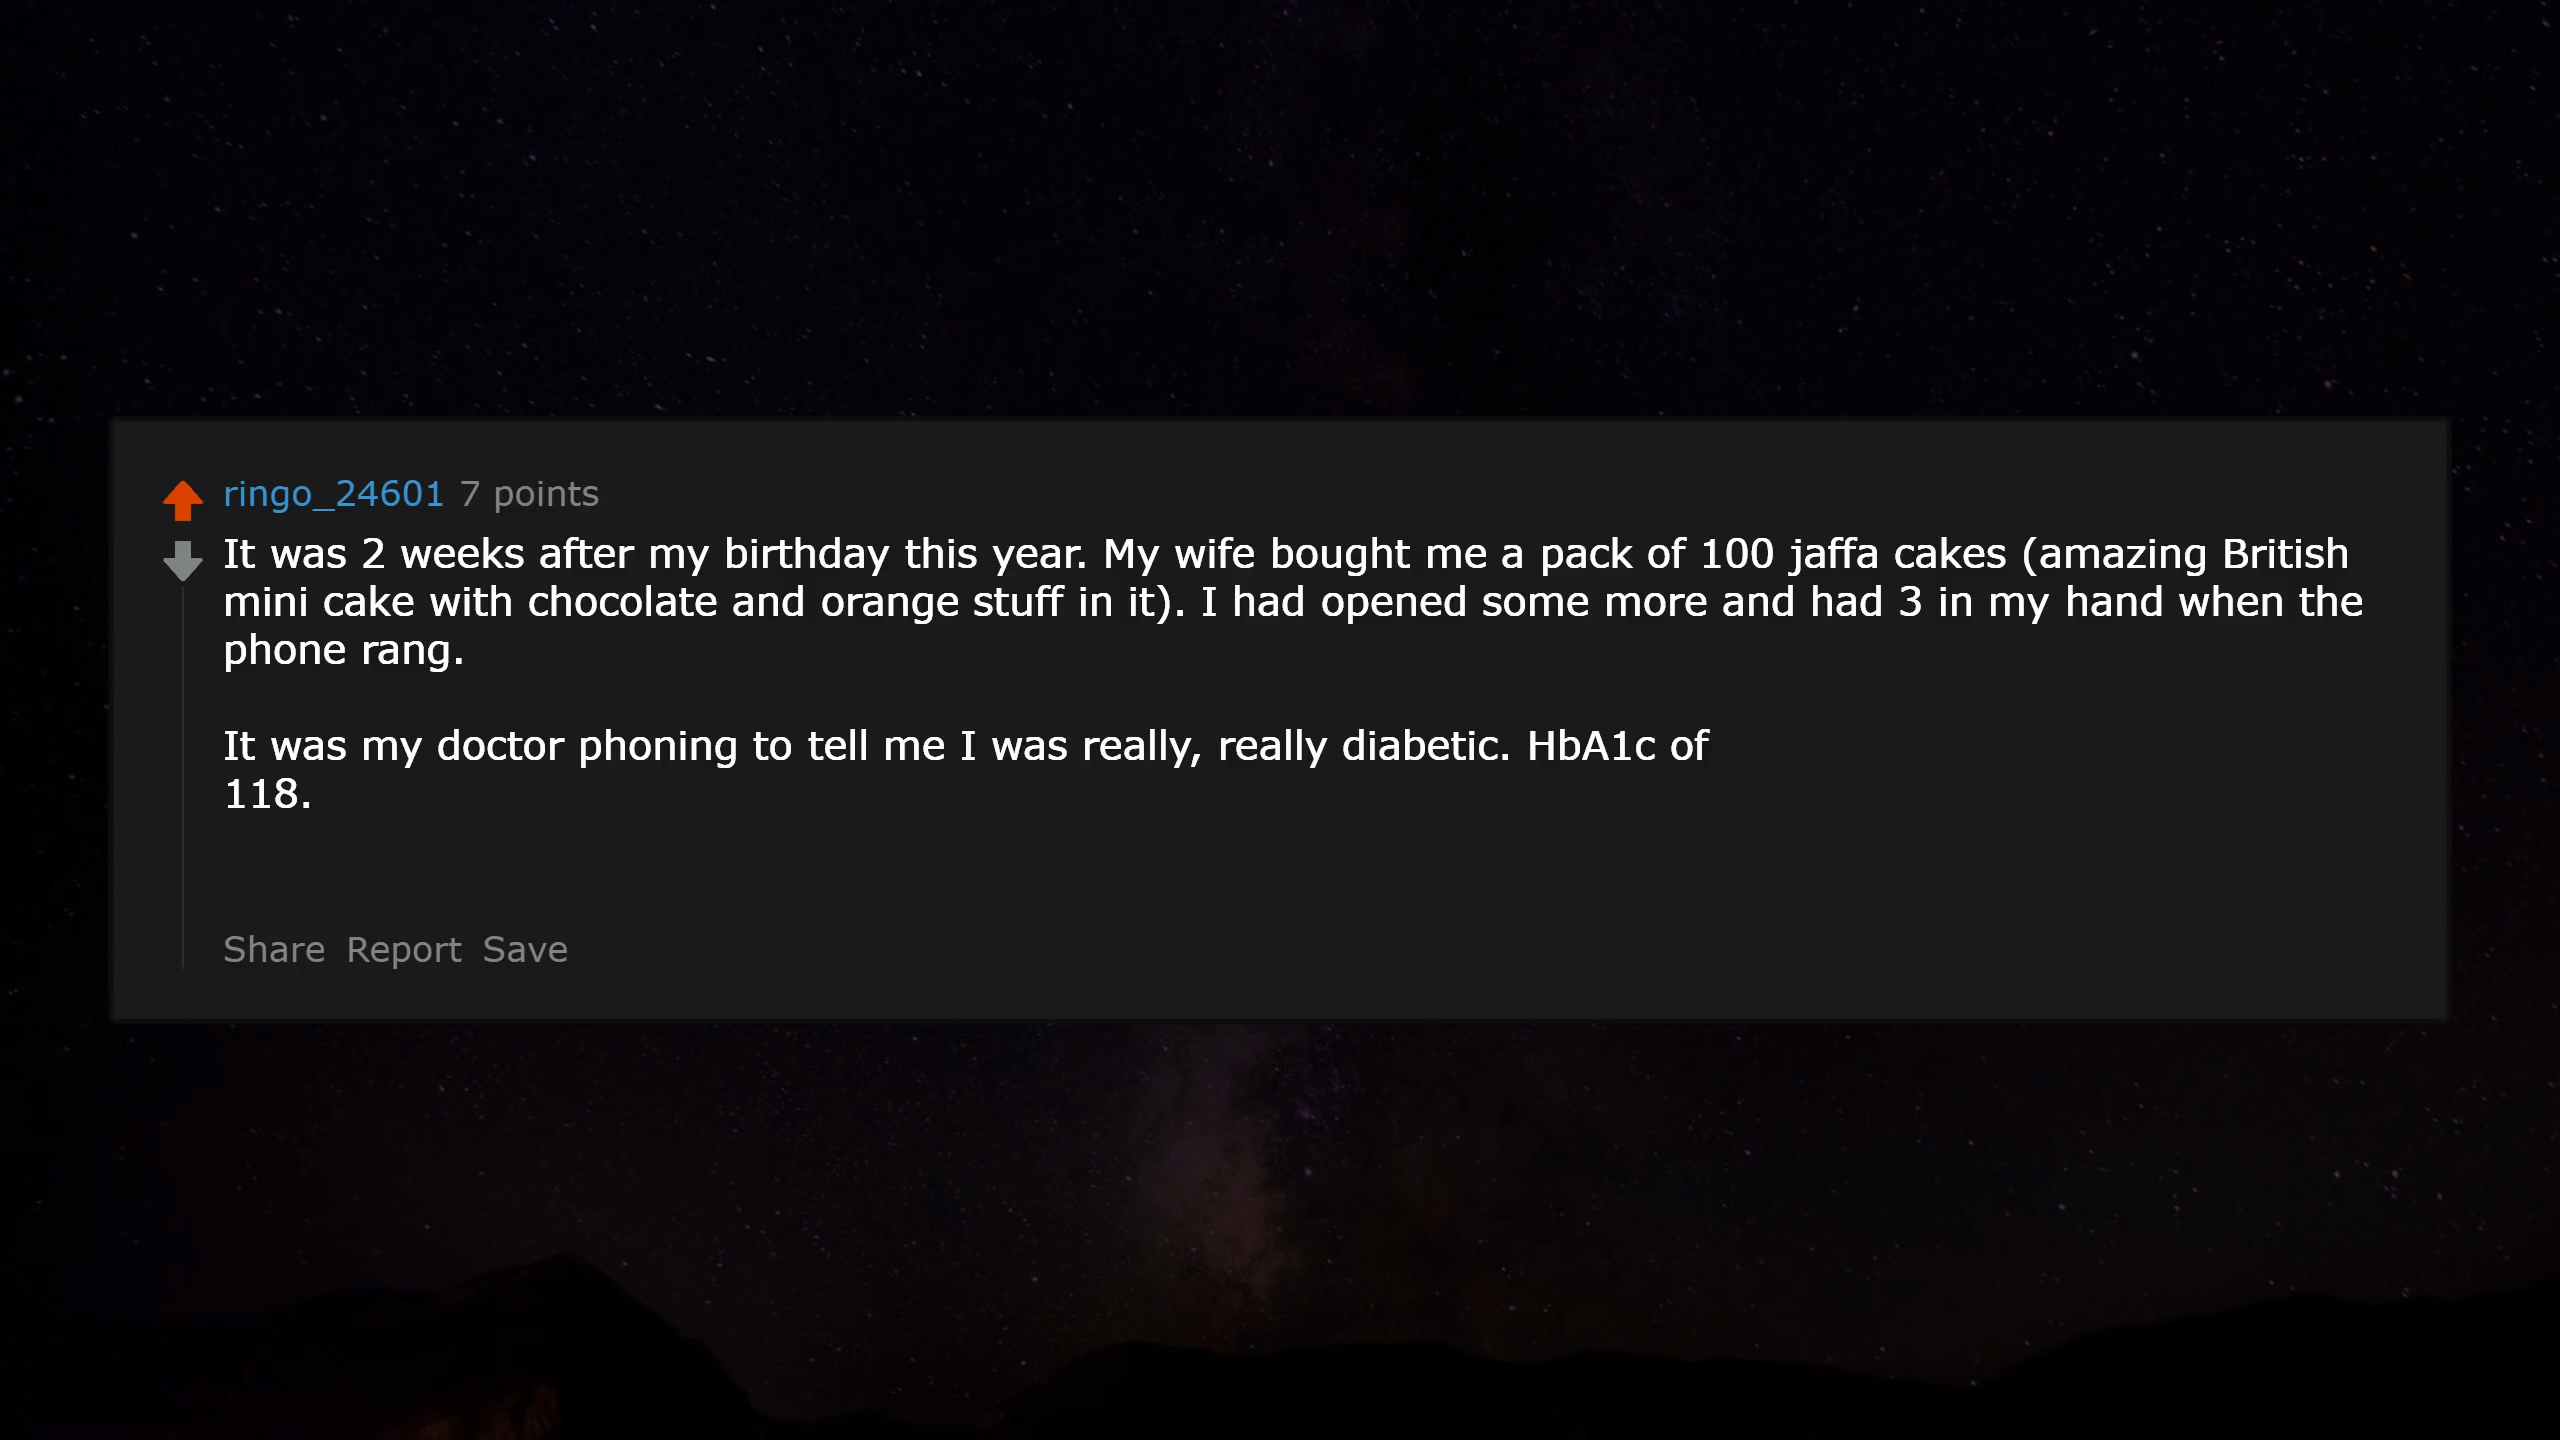 ringo_24601 7 points
It was 2 weeks after my birthday this year. My wife bought me a pack of 100 jaffa cakes (amazing British
mini cake with chocolate and orange stuff in it). I had opened some more and had 3 in my hand when the
phone rang.
It was my doctor phoning to tell me I was really, really diabetic. HbA1c of
118.
Share Report Save